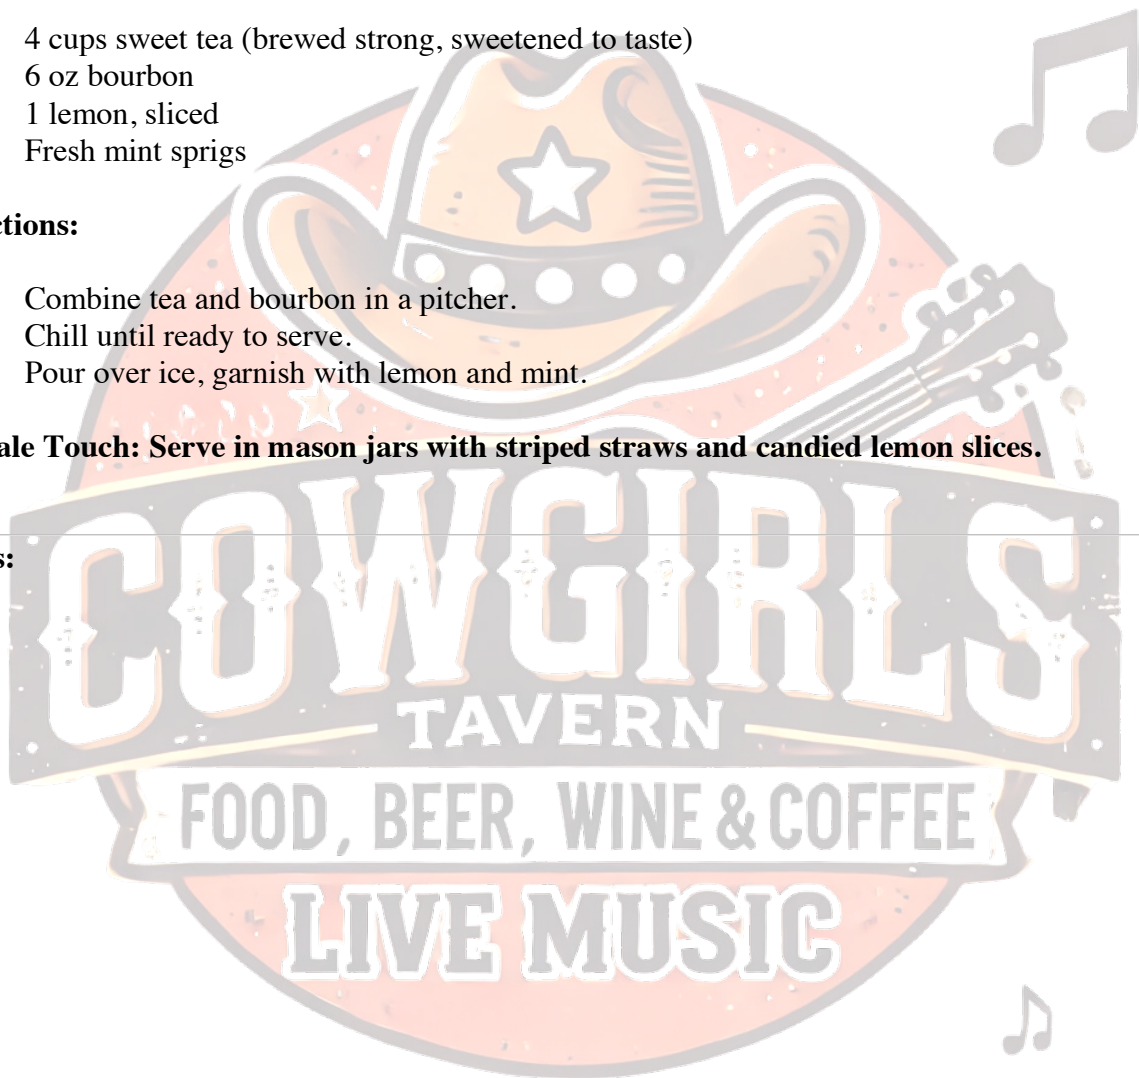 4 cups sweet tea (brewed strong, sweetened to taste)
6 oz bourbon
1 lemon, sliced
Fresh mint sprigs
ctions:
Combine tea and bourbon in a pitcher.
Chill until ready to serve.
Pour over ice, garnish with lemon and mint.
ale Touch: Serve in mason jars with striped straws and candied lemon slices.
s:
COWGIRLS
TAVERN
FOOD, BEER, WINE & COFFEE
LIVE MUSIC